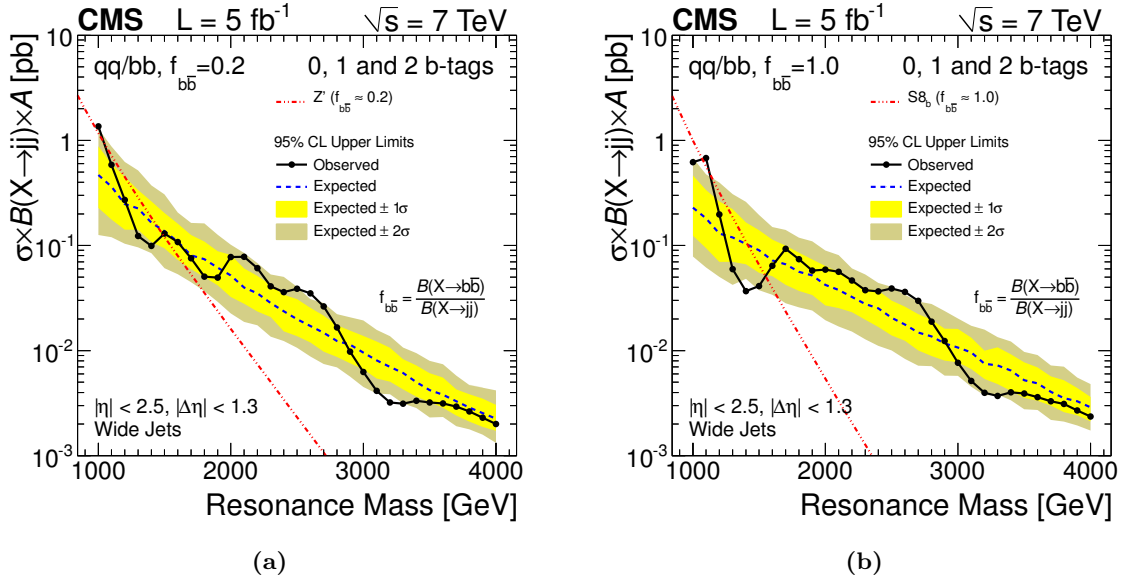 CMS L = 5 fb⁻¹ √s = 7 TeV
qq/bb, f_bb̅=0.2 0, 1 and 2 b-tags
Z' (f_bb̅ ≈ 0.2)
95% CL Upper Limits
Observed
Expected
Expected ± 1σ
Expected ± 2σ
f_bb̅ = B(X→bb̅)/B(X→jj)
|η| < 2.5, |Δη| < 1.3
Wide Jets
σ×B(X→jj)×A [pb]
10
1
10⁻¹
10⁻²
10⁻³
1000 2000 3000 4000
Resonance Mass [GeV]
(a)
CMS L = 5 fb⁻¹ √s = 7 TeV
qq/bb, f_bb̅=1.0 0, 1 and 2 b-tags
S8_b (f_bb̅ ≈ 1.0)
95% CL Upper Limits
Observed
Expected
Expected ± 1σ
Expected ± 2σ
f_bb̅ = B(X→bb̅)/B(X→jj)
|η| < 2.5, |Δη| < 1.3
Wide Jets
σ×B(X→jj)×A [pb]
10
1
10⁻¹
10⁻²
10⁻³
1000 2000 3000 4000
Resonance Mass [GeV]
(b)